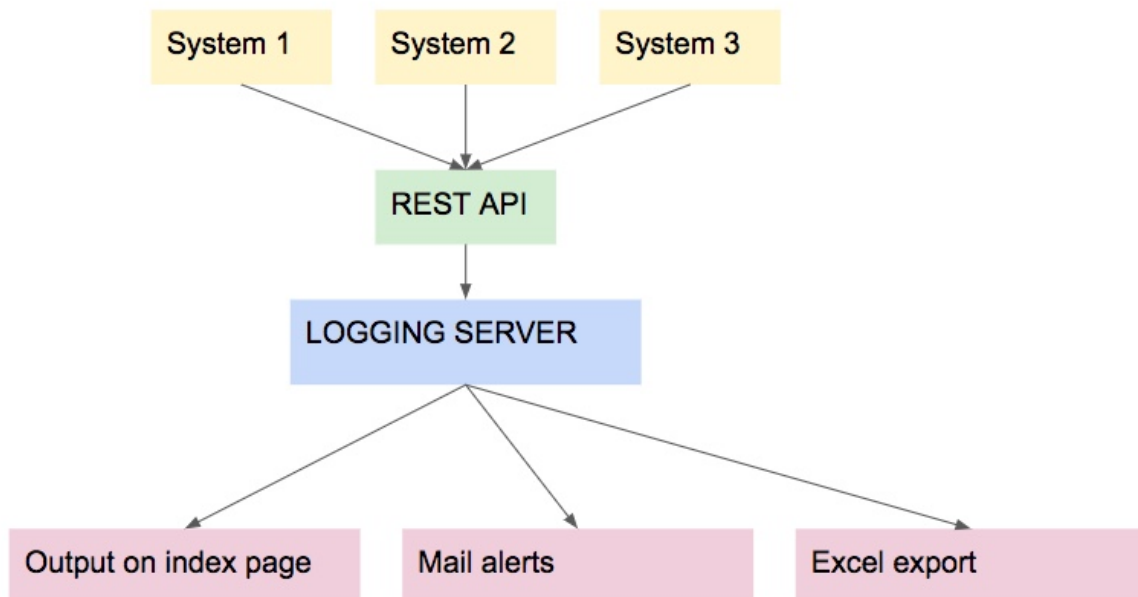 System 1
System 2
System 3
REST API
LOGGING SERVER
Output on index page
Mail alerts
Excel export